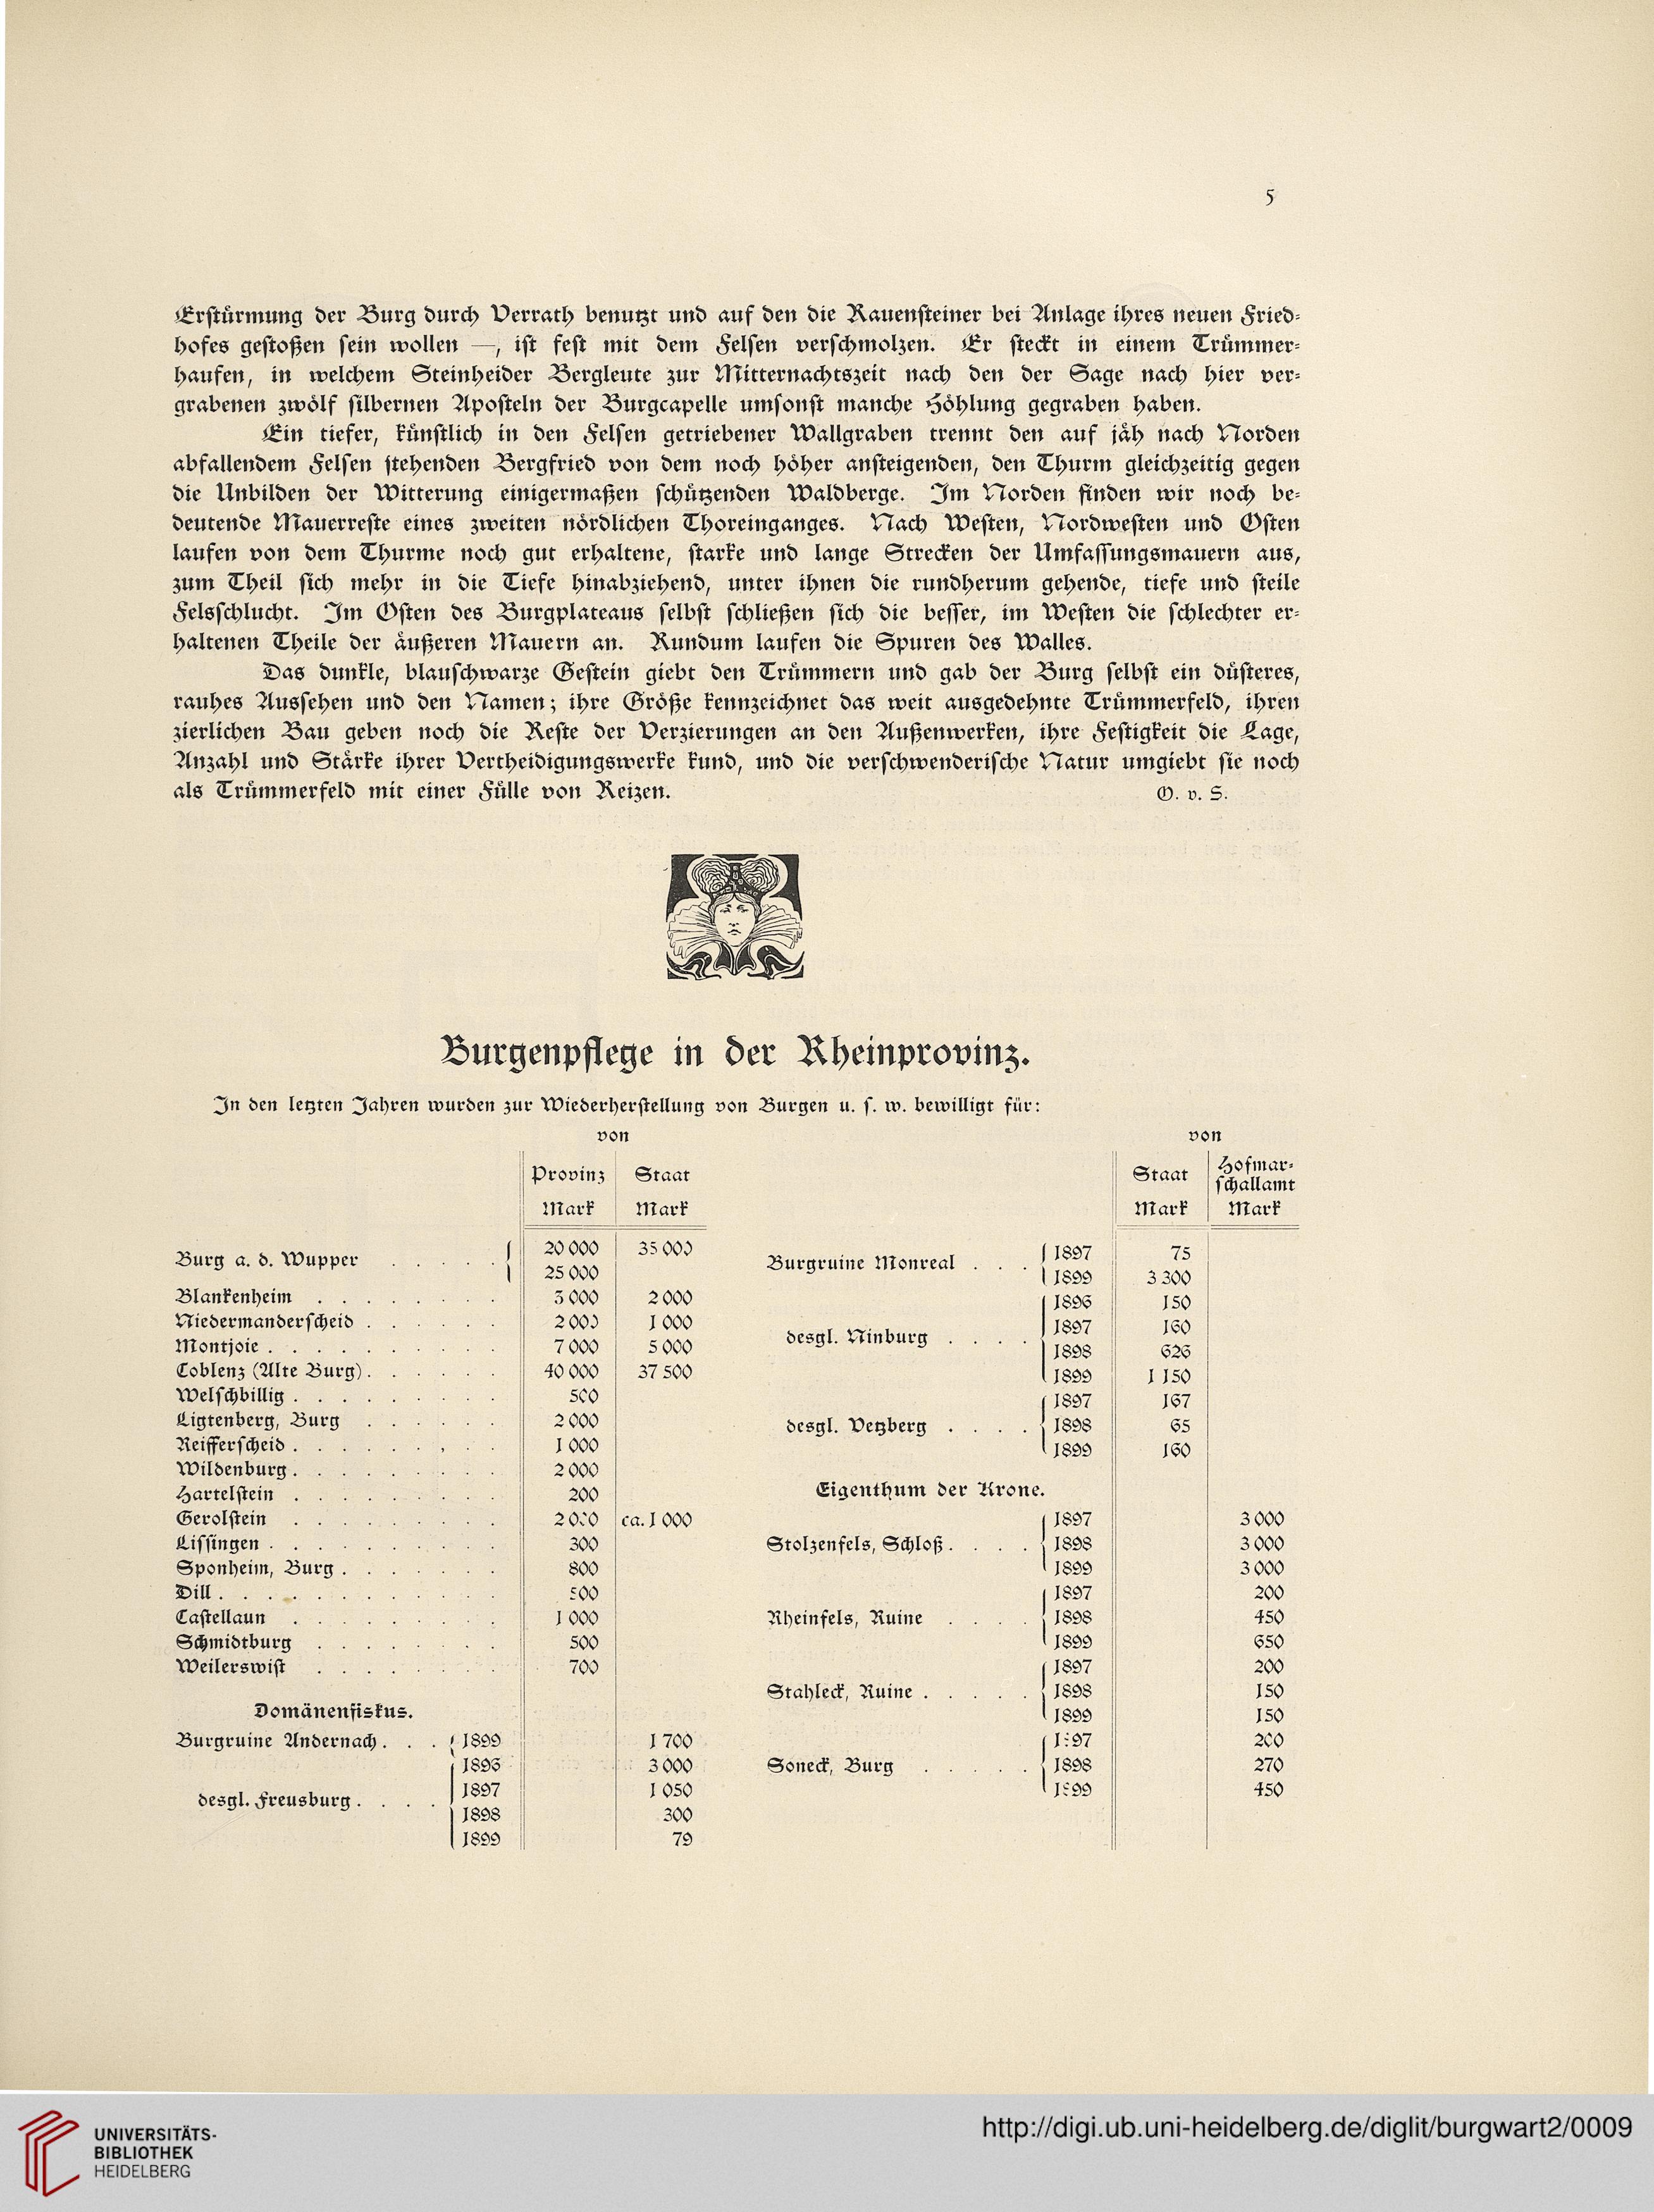 5
Erstürmung der Burg durch Verrath benutzt und auf den die Rauensteiner bei Anlage ihres neuen Fried-
hofes gestoßen sein wollen —, ist fest mit dem Felsen verschmolzen. Er steckt in einem Trümmer-
haufen, in welchem Steinheider Bergleute zur Mitternachtszeit nach den der Sage nach hier ver-
grabenen zwölf silbernen Aposteln der Burgcapelle umsonst manche Höhlung gegraben haben.
Ein tiefer, künstlich in den Felsen getriebener Wallgraben trennt den auf jäh nach Norden
abfallendem Felsen stehenden Bergfried von dem noch höher ansteigenden, den Thurm gleichzeitig gegen
die Unbilden der Witterung einigermaßen schützenden Waldberge. Im Norden finden wir noch be-
deutende Mauerreste eines zweiten nördlichen Thoreinganges. Nach Westen, Nordwesten und Osten
laufen von dem Thurme noch gut erhaltene, starke und lange Strecken der Umfassungsmauern aus,
zum Theil sich mehr in die Tiefe hinabziehend, unter ihnen die rundherum gehende, tiefe und steile
Felsschlucht. Im Osten des Burgplateaus selbst schließen sich die besser, im Westen die schlechter er-
haltenen Theile der äußeren Mauern an. Rundum laufen die Spuren des Walles.
Das dunkle, blauschwarze Gestein giebt den Trümmern und gab der Burg selbst ein düsteres,
rauhes Aussehen und den Namen; ihre Größe kennzeichnet das weit ausgedehnte Trümmerfeld, ihren
zierlichen Bau geben noch die Reste der Verzierungen an den Außenwerken, ihre Festigkeit die Lage,
Anzahl und Stärke ihrer Vertheidigungswerke kund, und die verschwenderische Natur umgiebt sie noch
als Trümmerfeld mit einer Fülle von Reizen. O. v. S.
Burgenpflege in der Rheinprovinz.
In den letzten Jahren wurden zur Wiederherstellung von Burgen u. s. w. bewilligt für:
von
Provinz Staat
Mark Mark
Burg a. d. Wupper . . . . . 20 000 35 000
25 000
Blankenheim . . . . . . . . 3 000 2 000
Niedermanderscheid . . . . . . 2 000 1 000
Montjoie . . . . . . . . . . 7 000 5 000
Coblenz (Alte Burg) . . . . . . 40 000 37 500
Welschbillig . . . . . . . . . 500
Ligtenberg, Burg . . . . . . 2 000
Reifferscheid . . . . . . . . . 1 000
Wildenburg . . . . . . . . . 2 000
Hartelstein . . . . . . . . . 200
Gerolstein . . . . . . . . . 2 000 ca. 1 000
Lissingen . . . . . . . . . . 300
Sponheim, Burg . . . . . . . 800
Dill . . . . . . . . . . . . 500
Castellaun . . . . . . . . . 1 000
Schmidtburg . . . . . . . . 500
Weilerswist . . . . . . . . 700
Domänenfiskus.
Burgruine Andernach . . . 1899 1 700
1896 3 000
desgl. Freusburg . . . . 1897 1 050
1898 300
1899 79
von
Staat Hofmar-
schallamt
Mark Mark
Burgruine Monreal . . . 1897 75
1899 3 300
1896 150
desgl. Ninburg . . . . 1897 160
1898 626
1899 1 150
1897 167
desgl. Vetzberg . . . . 1898 65
1899 160
Eigenthum der Krone.
1897 3 000
Stolzenfels, Schloß . . . . 1898 3 000
1899 3 000
1897 200
Rheinfels, Ruine . . . . 1898 450
1899 650
1897 200
Stahleck, Ruine . . . . . 1898 150
1899 150
1897 200
Soneck, Burg . . . . . 1898 270
1899 450
UNIVERSITÄTS-
BIBLIOTHEK
HEIDELBERG
http://digi.ub.uni-heidelberg.de/diglit/burgwart2/0009